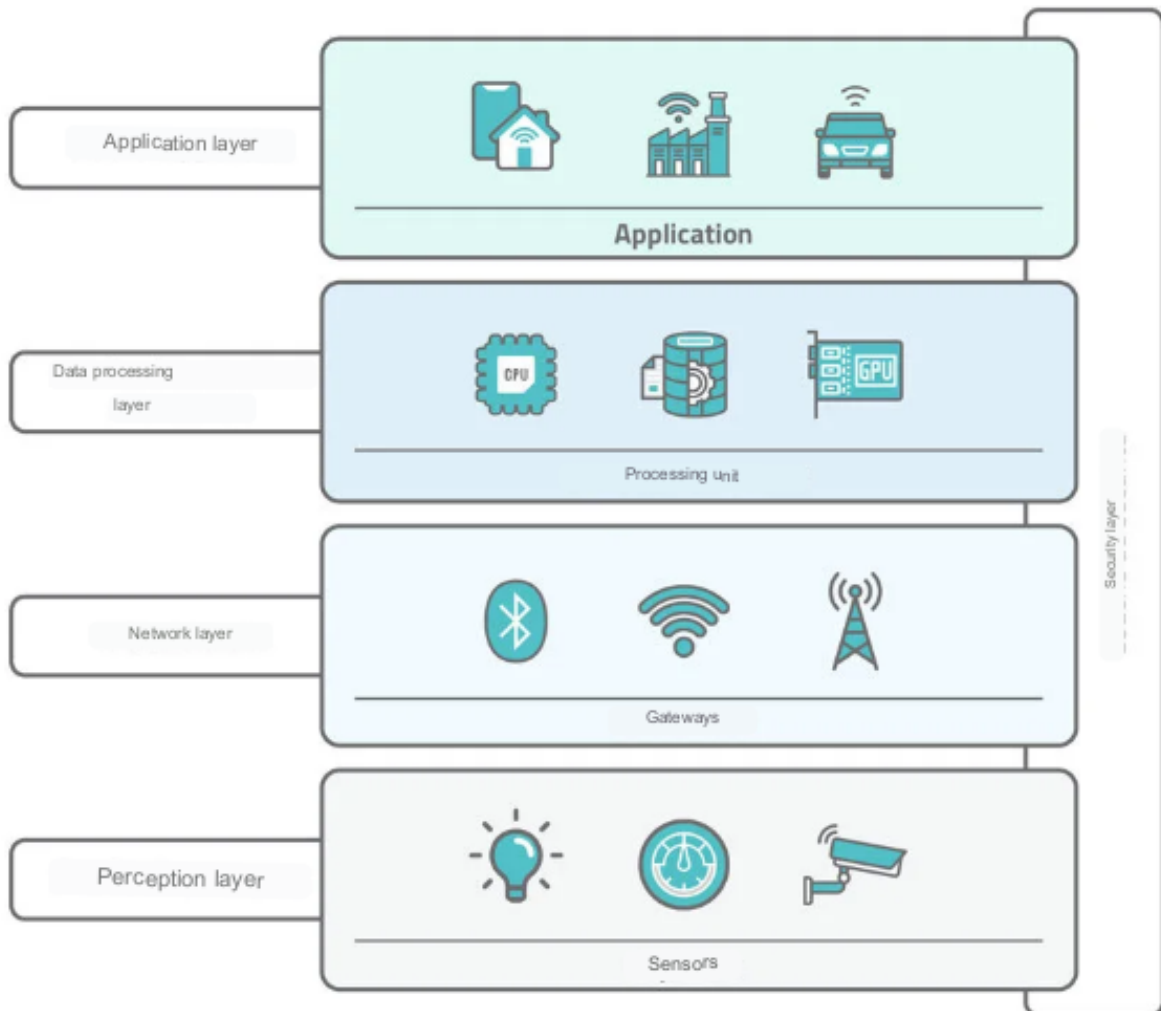 Application layer
Application
Data processing
layer
CPU
GPU
Processing unit
Network layer
Gateways
Security layer
Perception layer
Sensors